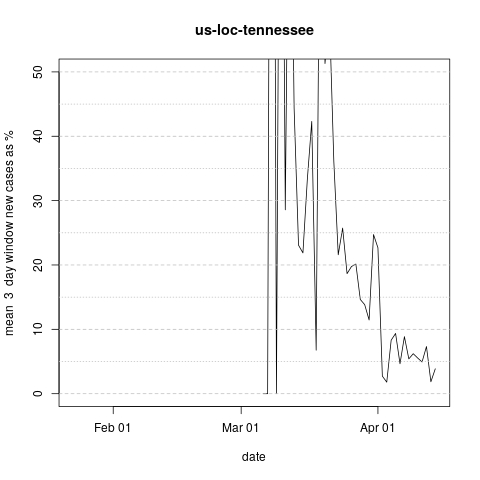 us-loc-tennessee
mean  3  day window new cases as %
50
40
30
20
10
0
Feb 01
Mar 01
Apr 01
date